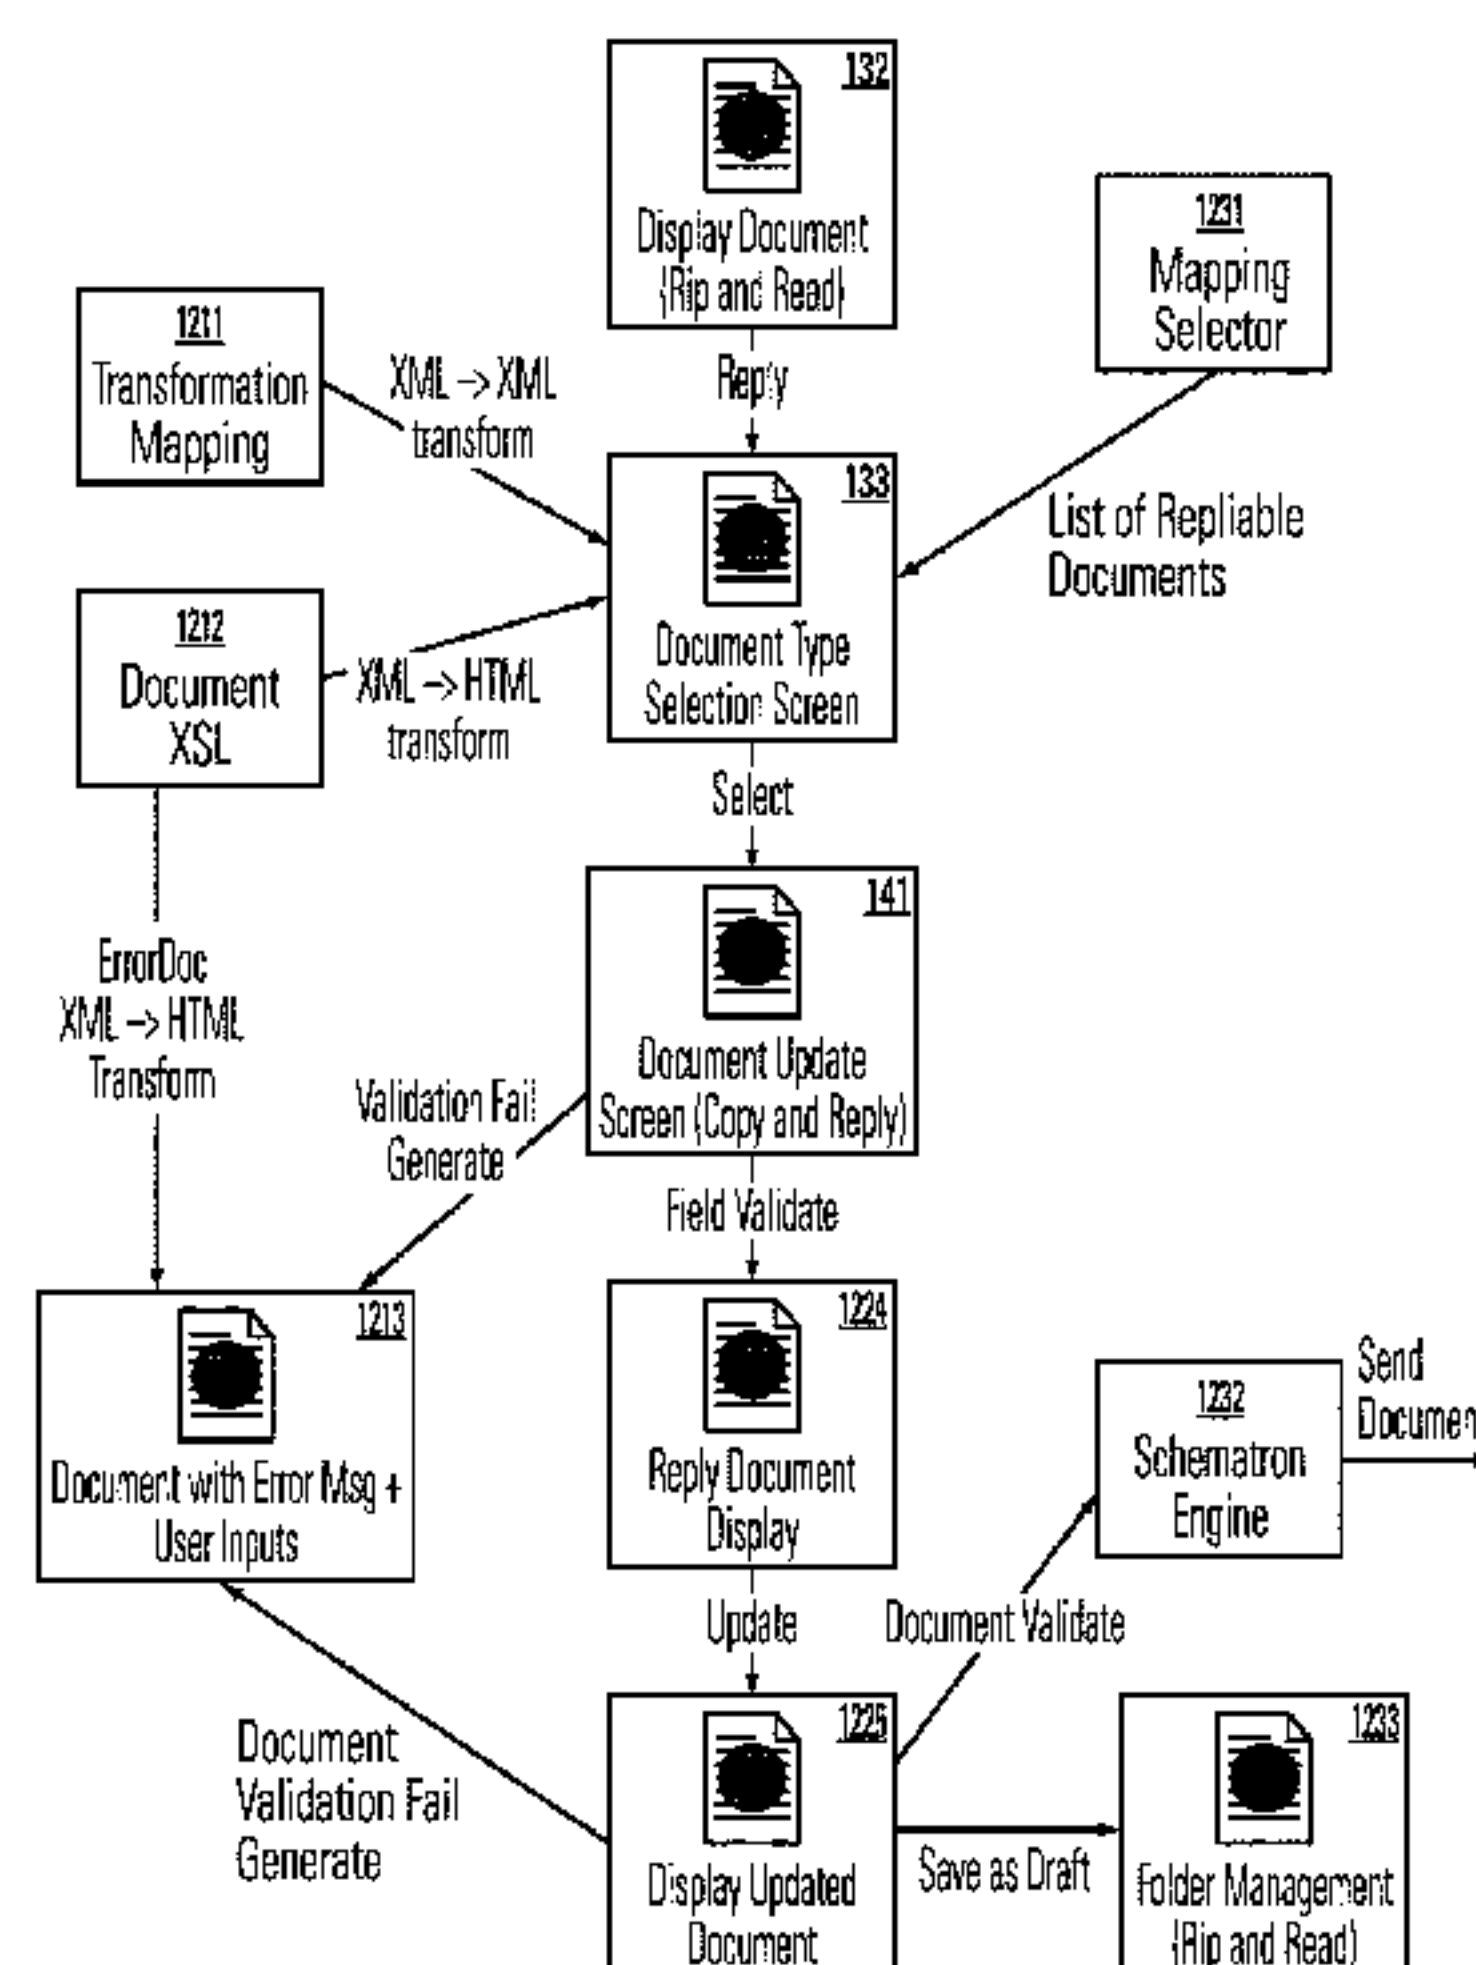 132
Display Document
(Rip and Read)
1231
Mapping
Selector
1211
Transformation
Mapping
XML -> XML
transform
Reply
133
Document Type
Selection Screen
List of Repliable
Documents
1212
Document
XSL
XML -> HTML
transform
Select
141
Document Update
Screen (Copy and Reply)
ErrorDoc
XML -> HTML
Transform
Validation Fail
Generate
Field Validate
1213
Document with Error Msg +
User Inputs
1224
Reply Document
Display
1232
Schematron
Engine
Send
Documen
Update
Document Validate
Document
Validation Fail
Generate
1225
Display Updated
Document
Save as Draft
1233
Folder Management
(Rip and Read)